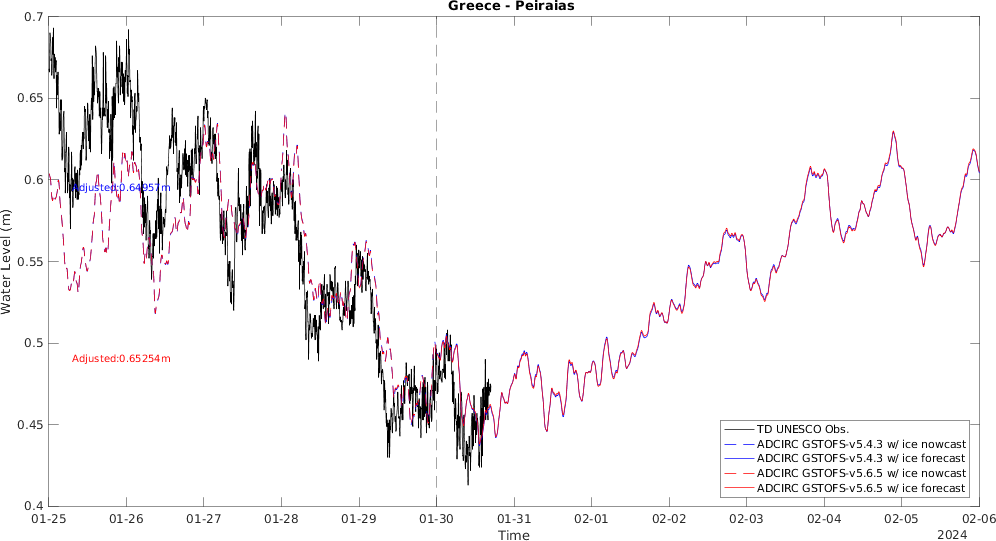 Greece - Peiraias
0.7
0.65
0.6
0.55
0.5
0.45
0.4
Water Level (m)
Adjusted:0.64957m
Adjusted:0.65254m
TD UNESCO Obs.
ADCIRC GSTOFS-v5.4.3 w/ ice nowcast
ADCIRC GSTOFS-v5.4.3 w/ ice forecast
ADCIRC GSTOFS-v5.6.5 w/ ice nowcast
ADCIRC GSTOFS-v5.6.5 w/ ice forecast
01-25 01-26 01-27 01-28 01-29 01-30 01-31 02-01 02-02 02-03 02-04 02-05 02-06
Time
2024